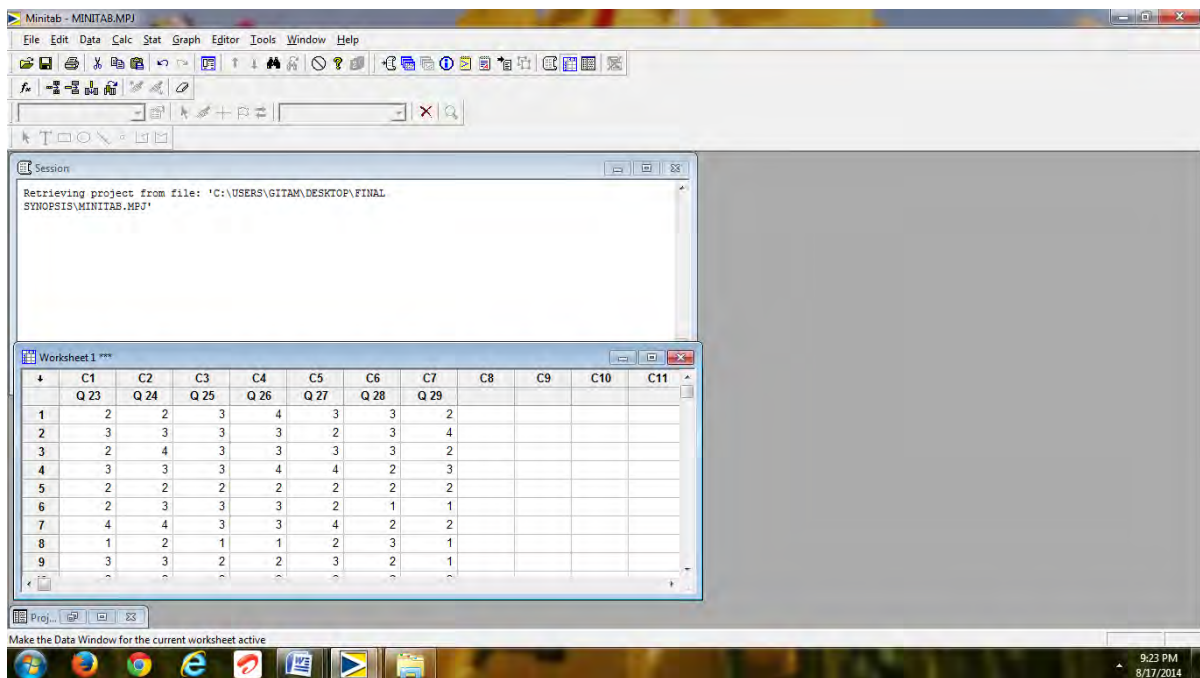 Minitab - MINITAB.MPJ
File Edit Data Calc Stat Graph Editor Tools Window Help
Session
Retrieving project from file: 'C:\USERS\GITAM\DESKTOP\FINAL
SYNOPSIS\MINITAB.MPJ'
Worksheet 1 ***
C1 C2 C3 C4 C5 C6 C7 C8 C9 C10 C11
Q 23 Q 24 Q 25 Q 26 Q 27 Q 28 Q 29
1 2 2 3 4 3 3 2
2 3 3 3 3 2 3 4
3 2 4 3 3 3 3 2
4 3 3 3 4 4 2 3
5 2 2 2 2 2 2 2
6 2 3 3 3 2 1 1
7 4 4 3 3 4 2 2
8 1 2 1 1 2 3 1
9 3 3 2 2 3 2 1
Proj...
Make the Data Window for the current worksheet active
9:23 PM
8/17/2014